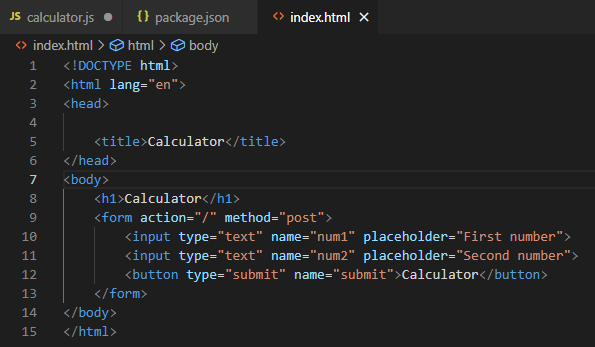 JS calculator.js ● {} package.json <> index.html ×
<> index.html > html > body
1 <!DOCTYPE html>
2 <html lang="en">
3 <head>
4
5 <title>Calculator</title>
6 </head>
7 <body>
8 <h1>Calculator</h1>
9 <form action="/" method="post">
10 <input type="text" name="num1" placeholder="First number">
11 <input type="text" name="num2" placeholder="Second number">
12 <button type="submit" name="submit">Calculator</button>
13 </form>
14 </body>
15 </html>